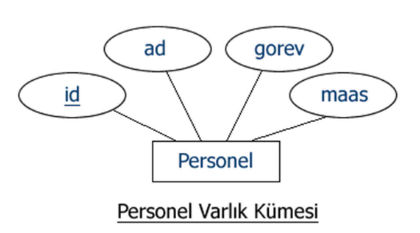 ad
gorev
id
maas
Personel
Personel Varlık Kümesi